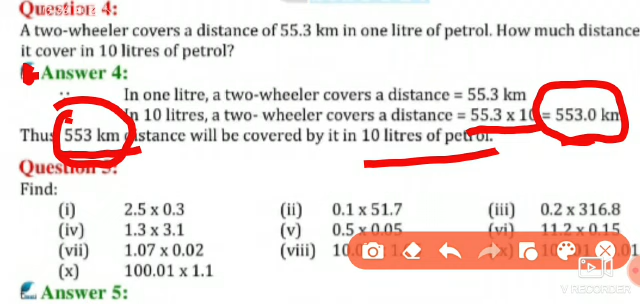 Question 4:
A two-wheeler covers a distance of 55.3 km in one litre of petrol. How much distance
it cover in 10 litres of petrol?
Answer 4:
In one litre, a two-wheeler covers a distance = 55.3 km
In 10 litres, a two- wheeler covers a distance = 55.3 x 10 = 553.0 km
Thus 553 km distance will be covered by it in 10 litres of petrol.
Question 5:
Find:
(i) 2.5 x 0.3 (ii) 0.1 x 51.7 (iii) 0.2 x 316.8
(iv) 1.3 x 3.1 (v) 0.5 x 0.05 (vi) 11.2 x 0.15
(vii) 1.07 x 0.02 (viii)
(x) 100.01 x 1.1
V RECORDER
Answer 5: